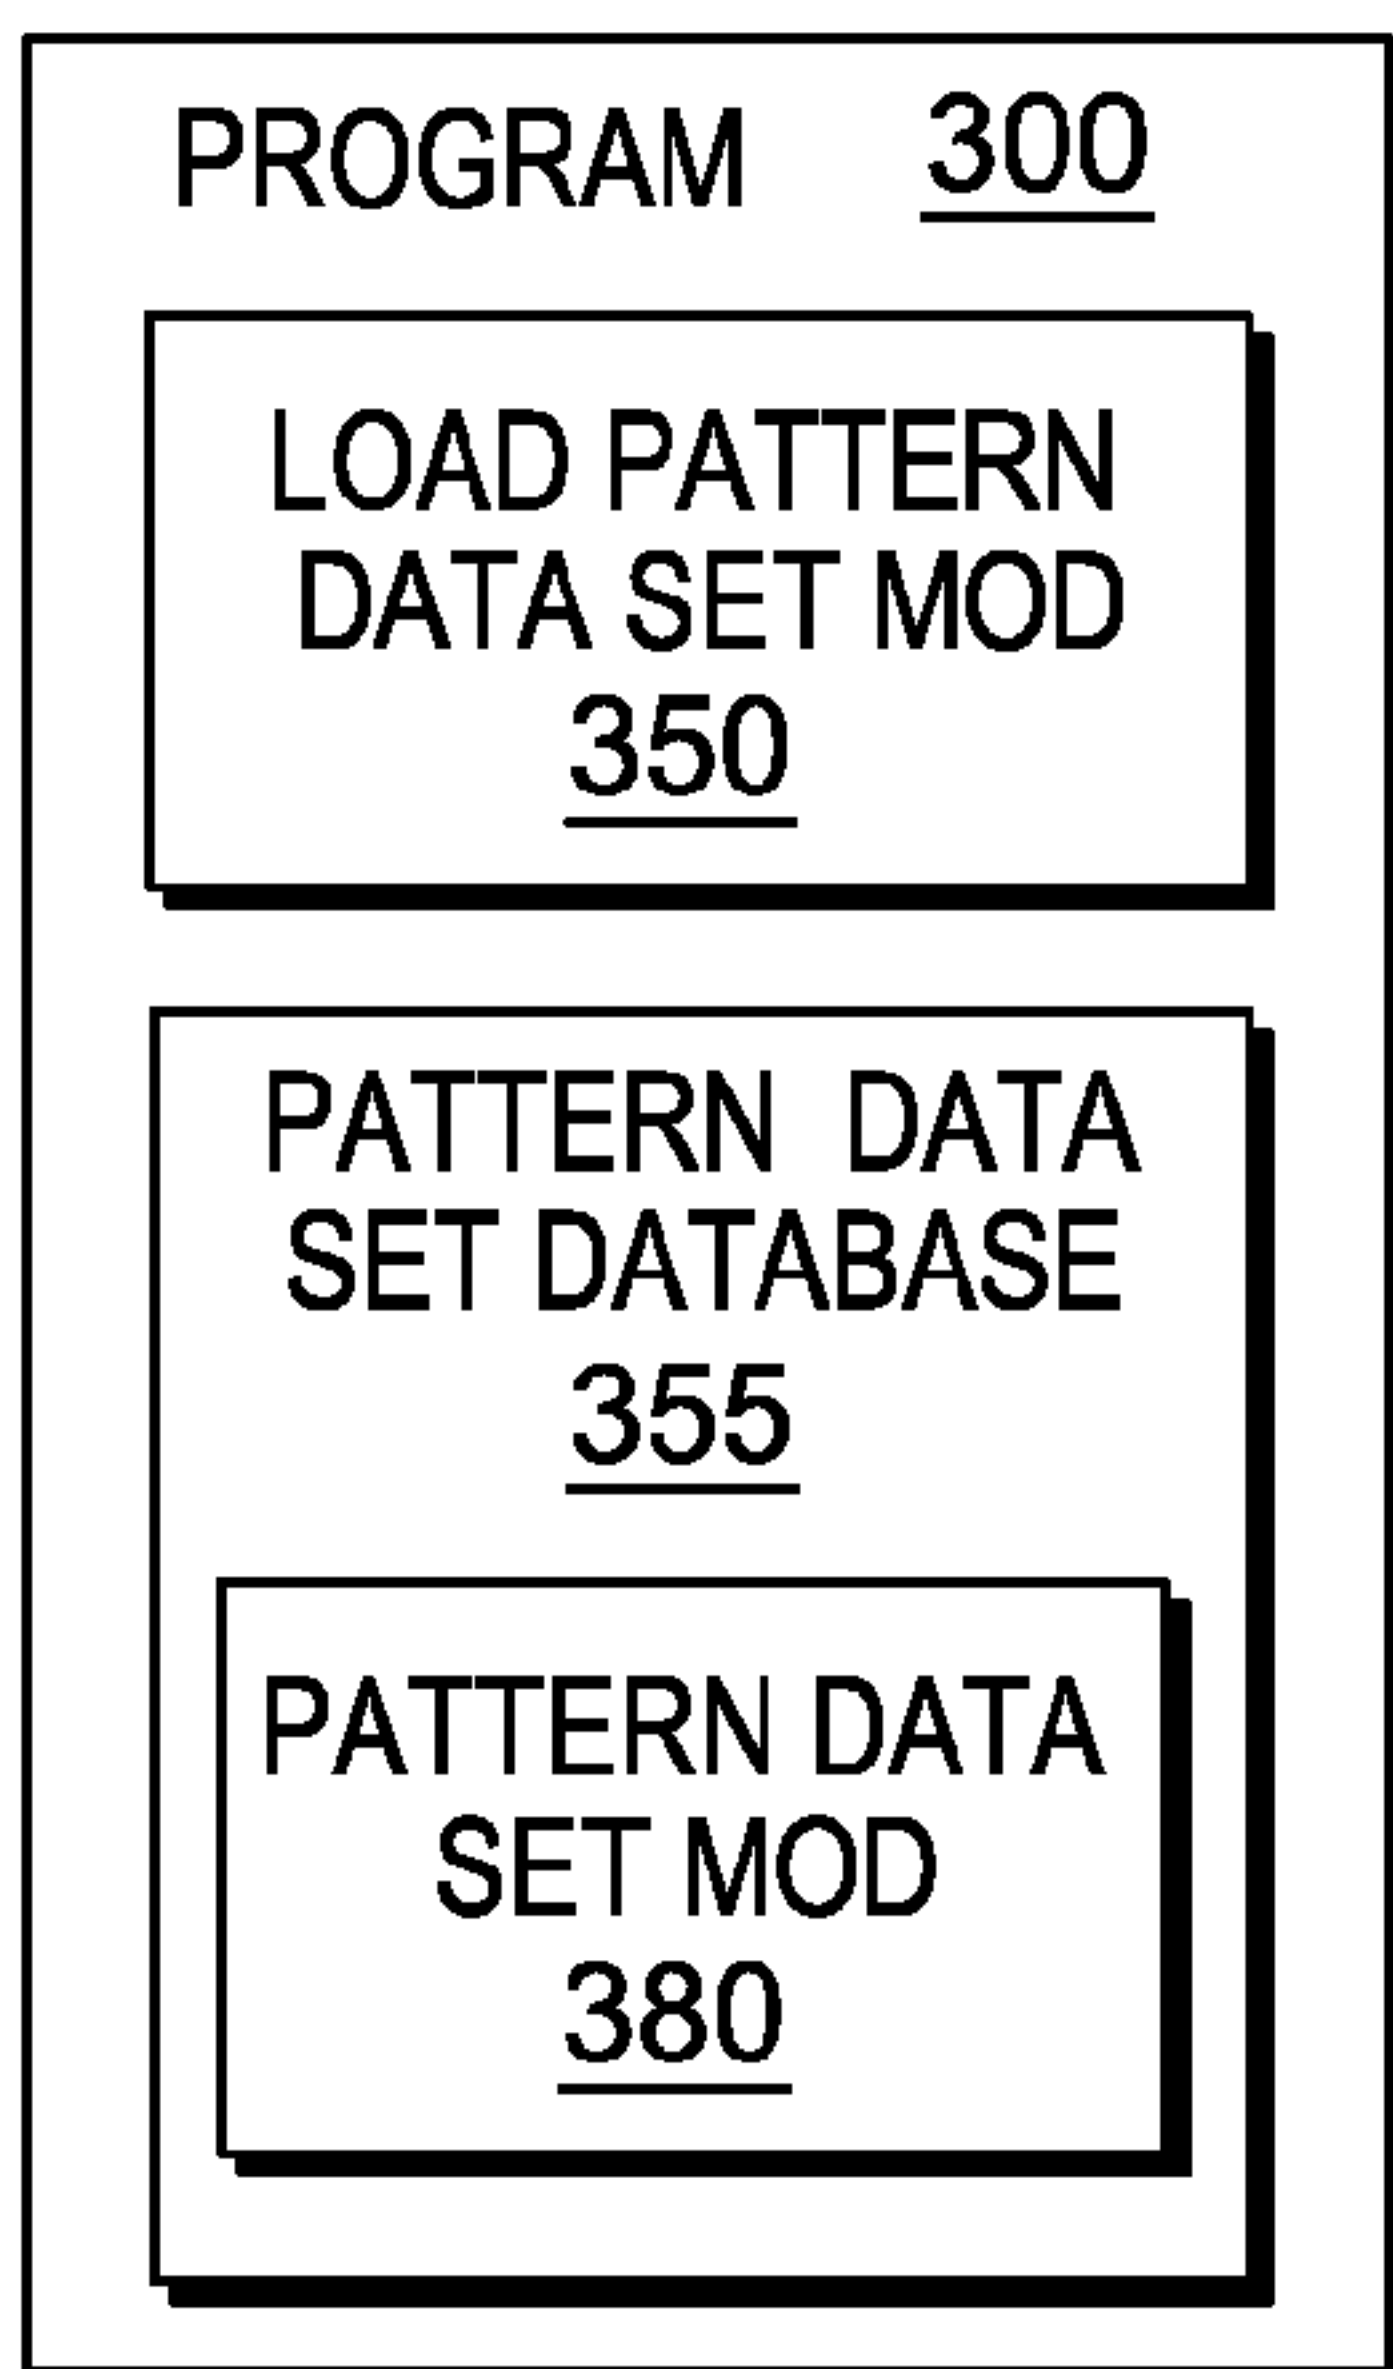 PROGRAM 300
LOAD PATTERN
DATA SET MOD
350
PATTERN DATA
SET DATABASE
355
PATTERN DATA
SET MOD
380